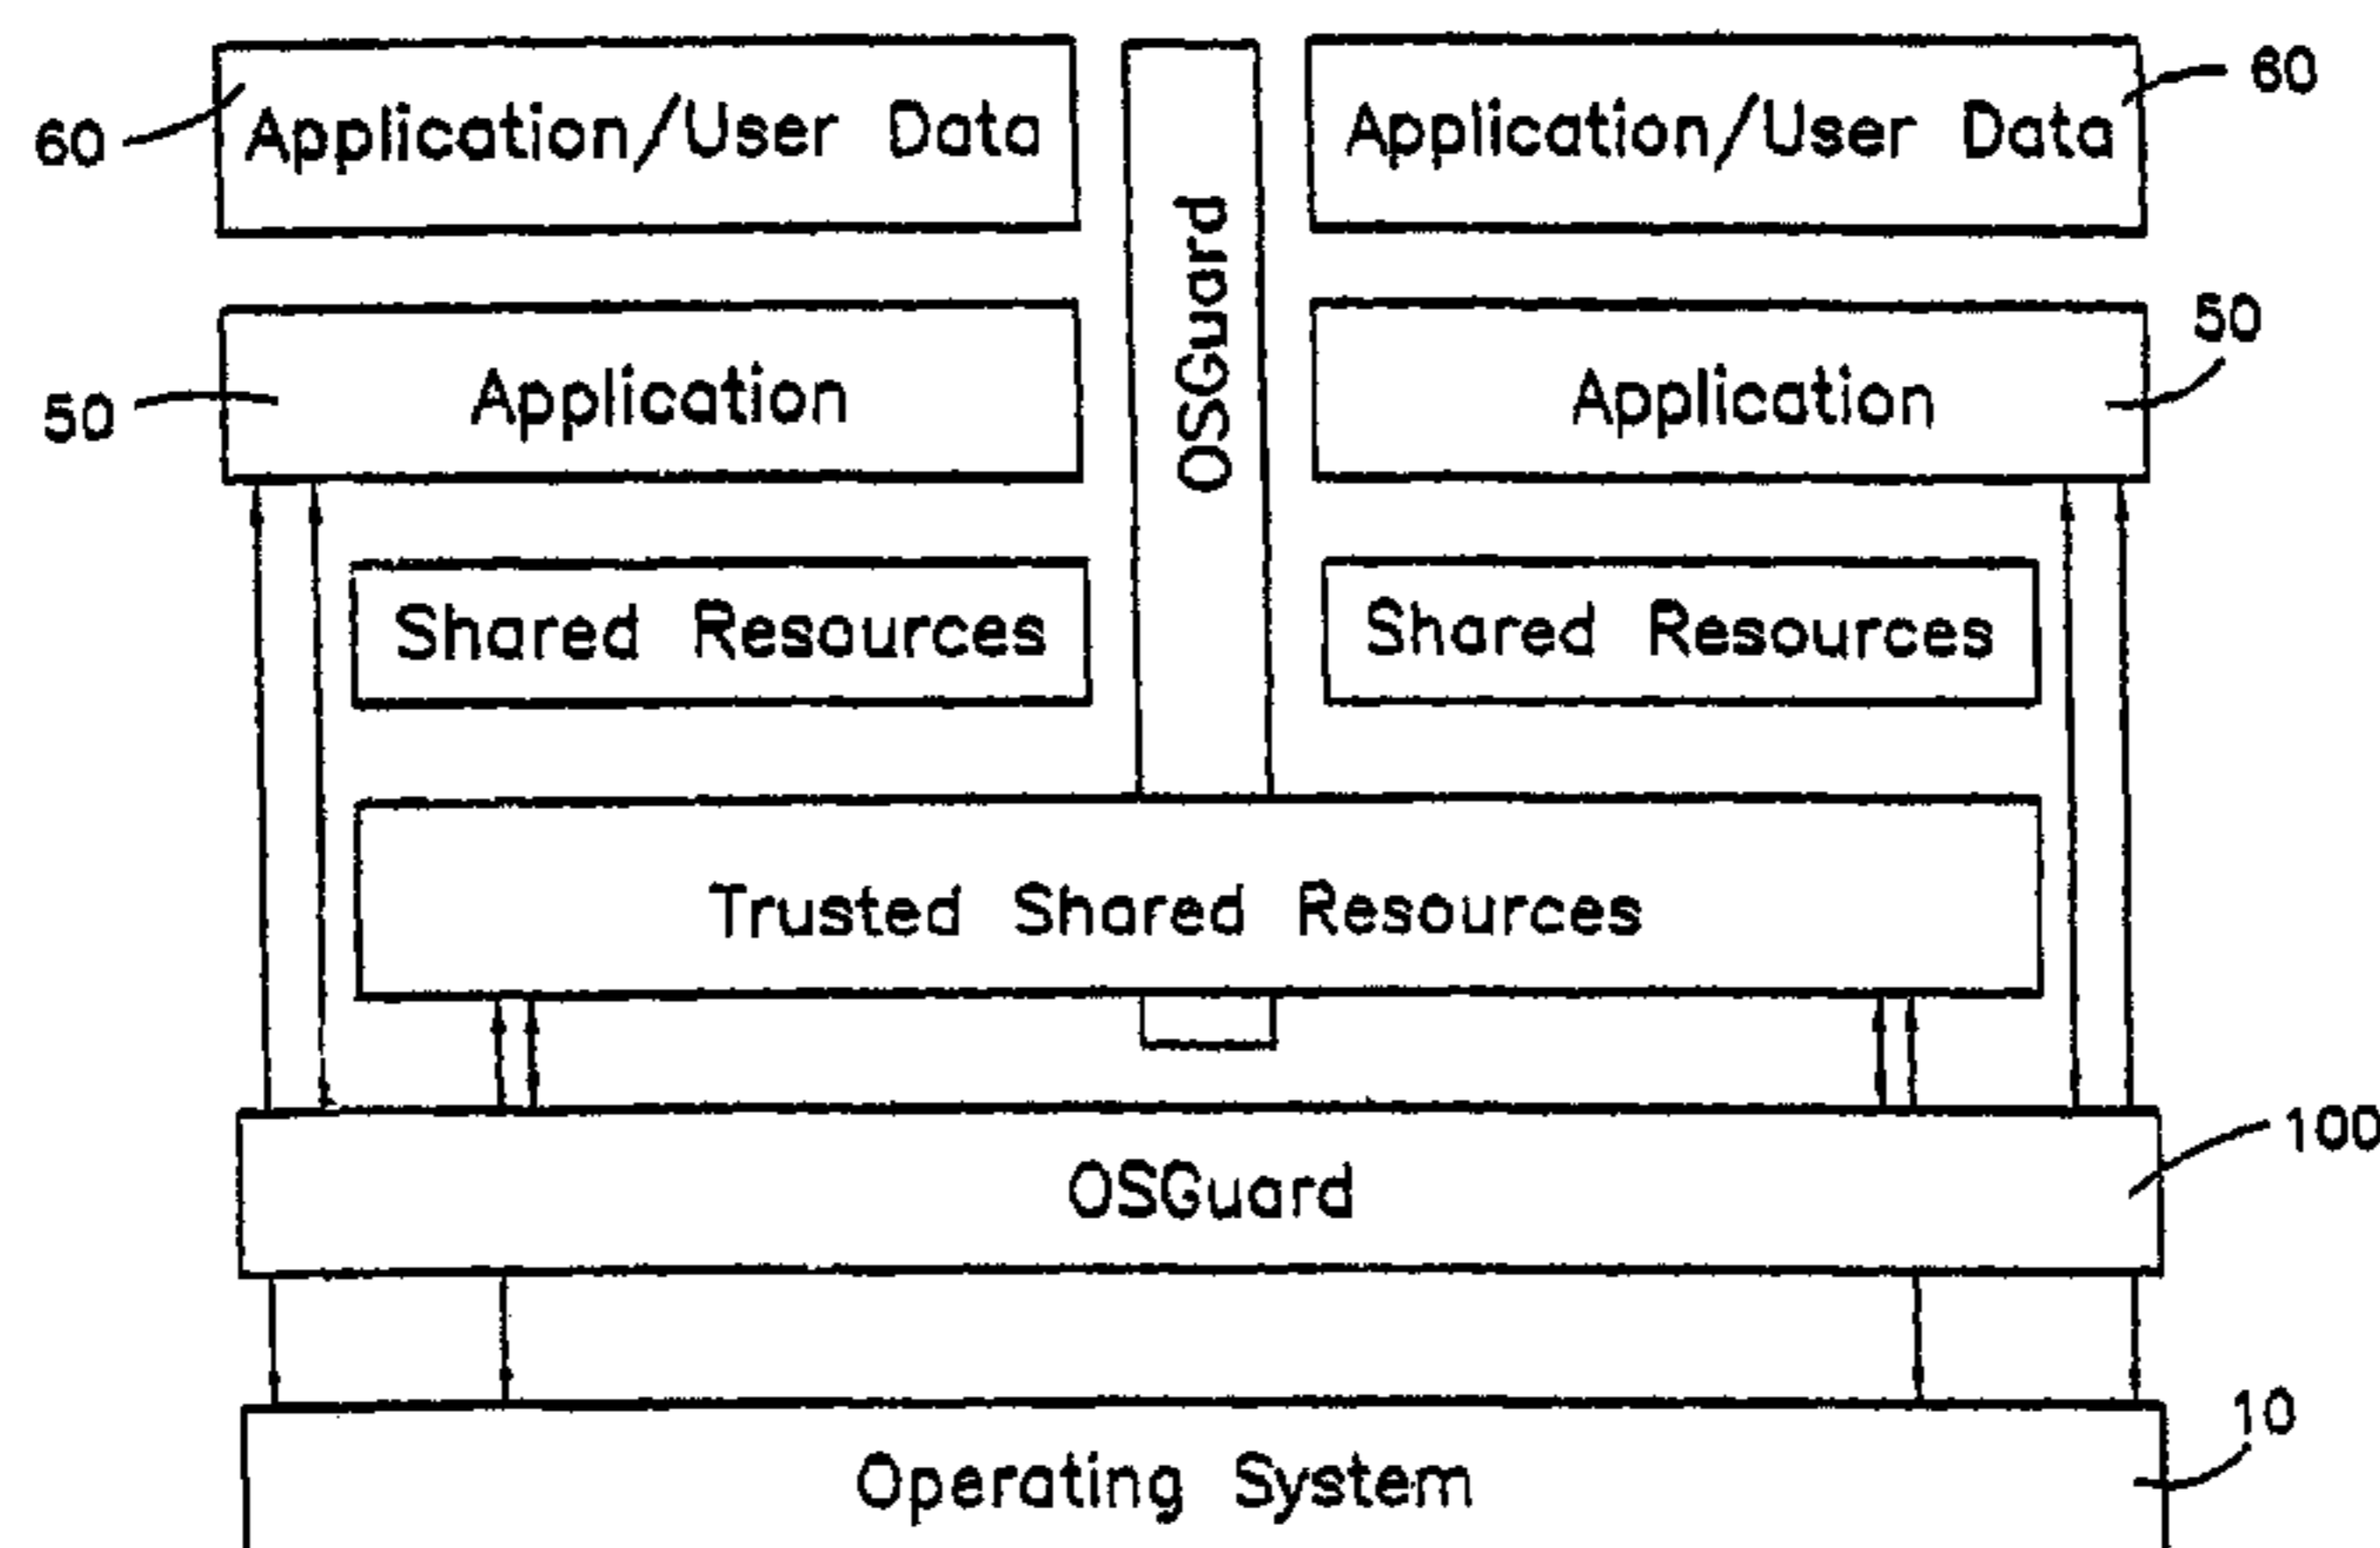 60 Application/User Data
OSGuard
Application/User Data 60
50 Application
Application 50
Shared Resources
Shared Resources
Trusted Shared Resources
OSGuard 100
Operating System 10